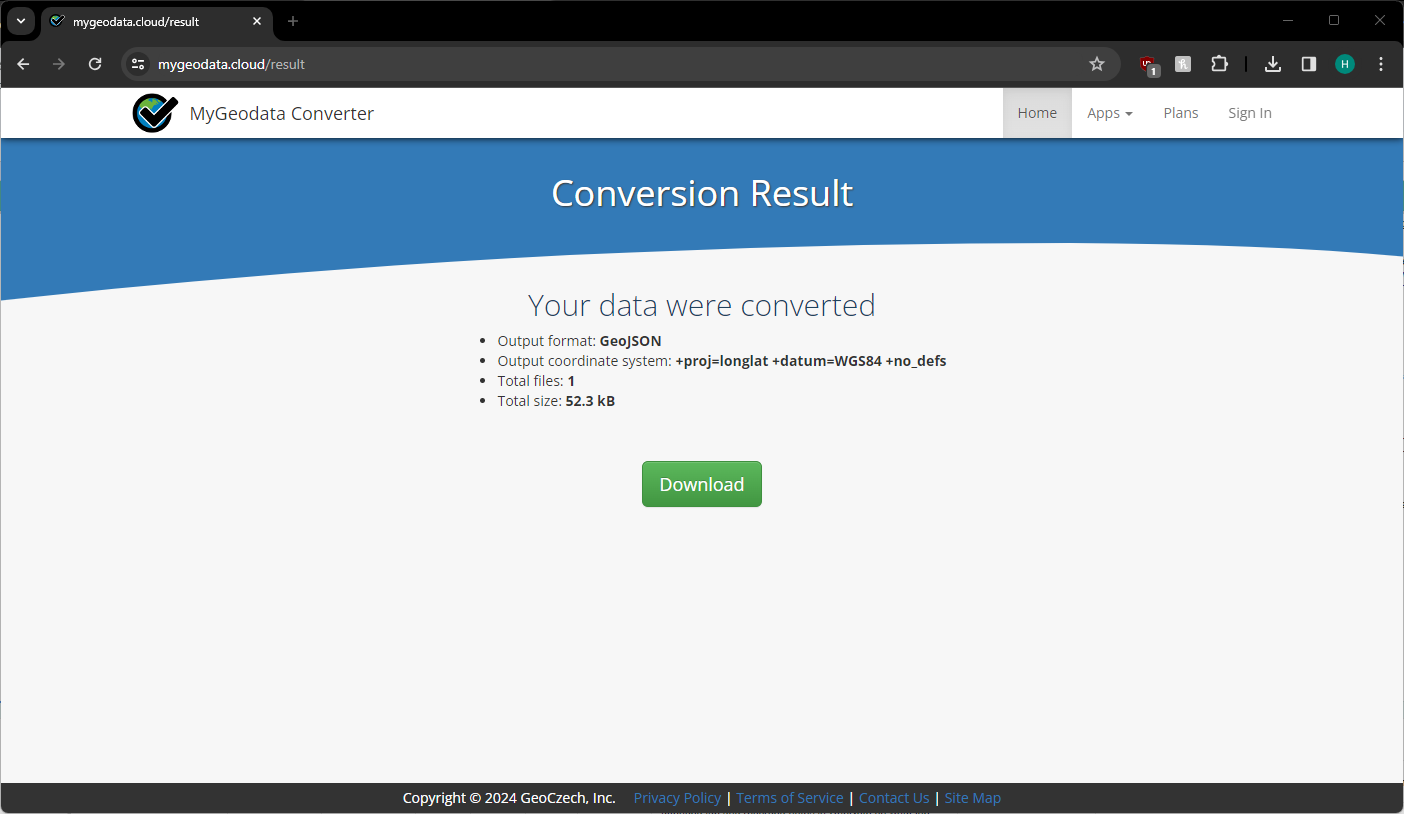 mygeodata.cloud/result
mygeodata.cloud/result
1
H
MyGeodata Converter
Home Apps Plans Sign In
Conversion Result
Your data were converted
Output format: GeoJSON
Output coordinate system: +proj=longlat +datum=WGS84 +no_defs
Total files: 1
Total size: 52.3 kB
Download
Copyright © 2024 GeoCzech, Inc. Privacy Policy | Terms of Service | Contact Us | Site Map